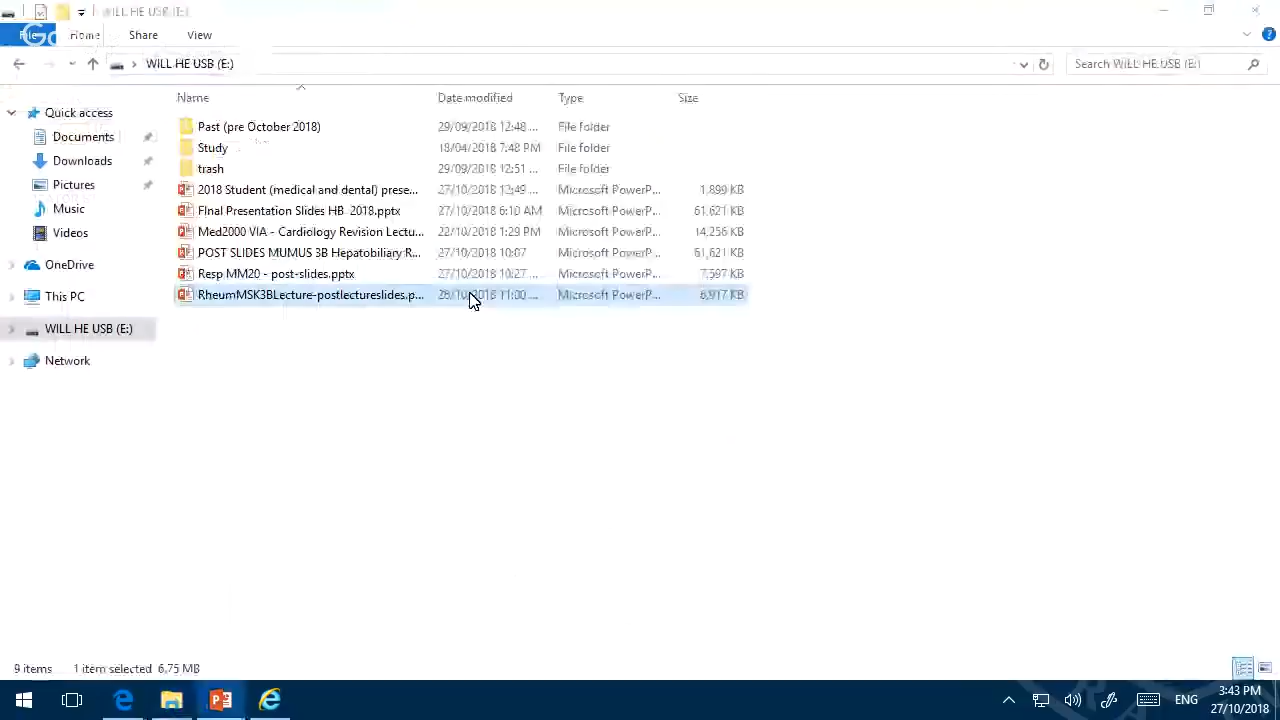 WILL HE USB (E:)
File Home Share View
WILL HE USB (E:) Search WILL HE USB (E:)
Name Date modified Type Size
Quick access
Documents
Downloads
Pictures
Music
Videos
OneDrive
This PC
WILL HE USB (E:)
Network
Past (pre October 2018) 29/09/2018 12:48 ... File folder
Study 18/04/2018 7:48 PM File folder
trash 29/09/2018 12:51 ... File folder
2018 Student (medical and dental) prese... 27/10/2018 12:49 ... Microsoft PowerP... 1,899 KB
FInal Presentation Slides HB 2018.pptx 27/10/2018 6:10 AM Microsoft PowerP... 61,621 KB
Med2000 VIA - Cardiology Revision Lectu... 22/10/2018 1:29 PM Microsoft PowerP... 14,256 KB
POST SLIDES MUMUS 3B Hepatobiliary R... 27/10/2018 10:07 Microsoft PowerP... 61,621 KB
Resp MM20 - post-slides.pptx 27/10/2018 10:27 ... Microsoft PowerP... 7,597 KB
RheumMSK3BLecture-postlectureslides.p... 26/10/2018 11:00 ... Microsoft PowerP... 6,917 KB
9 items 1 item selected 6.75 MB
ENG
3:43 PM
27/10/2018